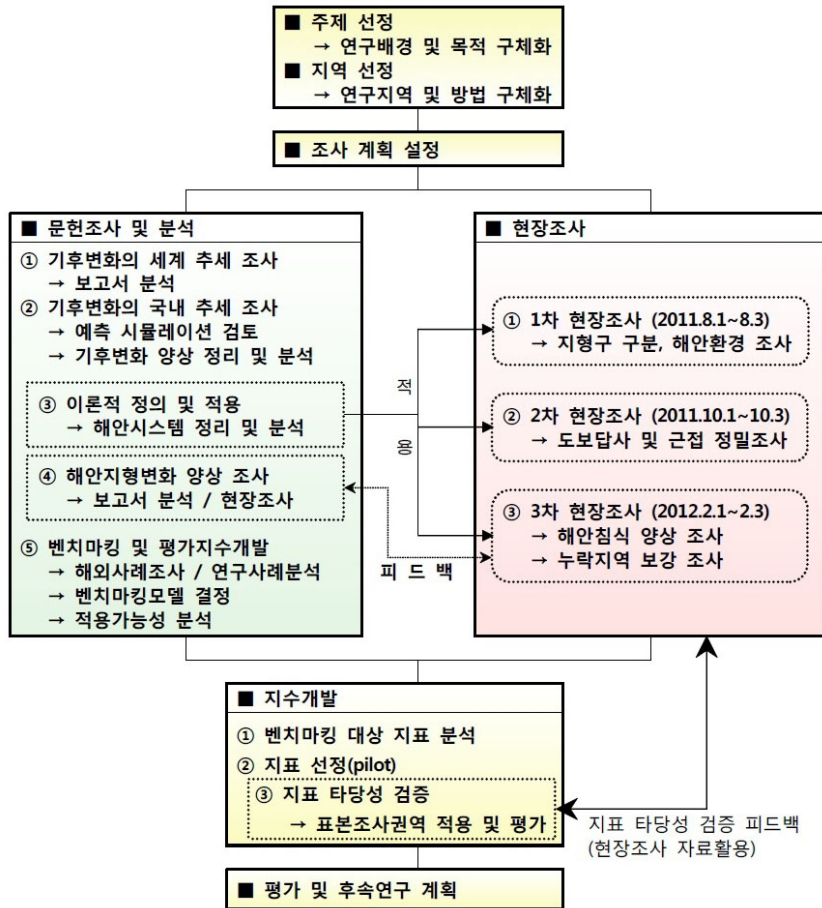 ■ 주제 선정
→ 연구배경 및 목적 구체화
■ 지역 선정
→ 연구지역 및 방법 구체화
■ 조사 계획 설정
■ 문헌조사 및 분석
① 기후변화의 세계 추세 조사
→ 보고서 분석
② 기후변화의 국내 추세 조사
→ 예측 시뮬레이션 검토
→ 기후변화 양상 정리 및 분석
③ 이론적 정의 및 적용
→ 해안시스템 정리 및 분석
④ 해안지형변화 양상 조사
→ 보고서 분석 / 현장조사
⑤ 벤치마킹 및 평가지수개발
→ 해외사례조사 / 연구사례분석
→ 벤치마킹모델 결정
→ 적용가능성 분석
적
용
피 드 백
■ 현장조사
① 1차 현장조사 (2011.8.1~8.3)
→ 지형구 구분, 해안환경 조사
② 2차 현장조사 (2011.10.1~10.3)
→ 도보답사 및 근접 정밀조사
③ 3차 현장조사 (2012.2.1~2.3)
→ 해안침식 양상 조사
→ 누락지역 보강 조사
■ 지수개발
① 벤치마킹 대상 지표 분석
② 지표 선정(pilot)
③ 지표 타당성 검증
→ 표본조사권역 적용 및 평가
지표 타당성 검증 피드백
(현장조사 자료활용)
■ 평가 및 후속연구 계획